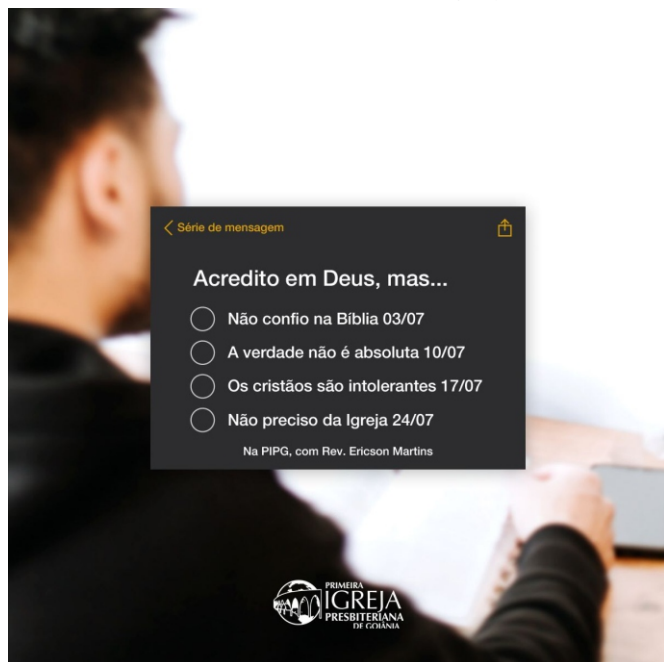 Série de mensagem
Acredito em Deus, mas...
Não confio na Bíblia 03/07
A verdade não é absoluta 10/07
Os cristãos são intolerantes 17/07
Não preciso da Igreja 24/07
Na PIPG, com Rev. Ericson Martins
PRIMEIRA
IGREJA
PRESBITERIANA
DE GOIÂNIA